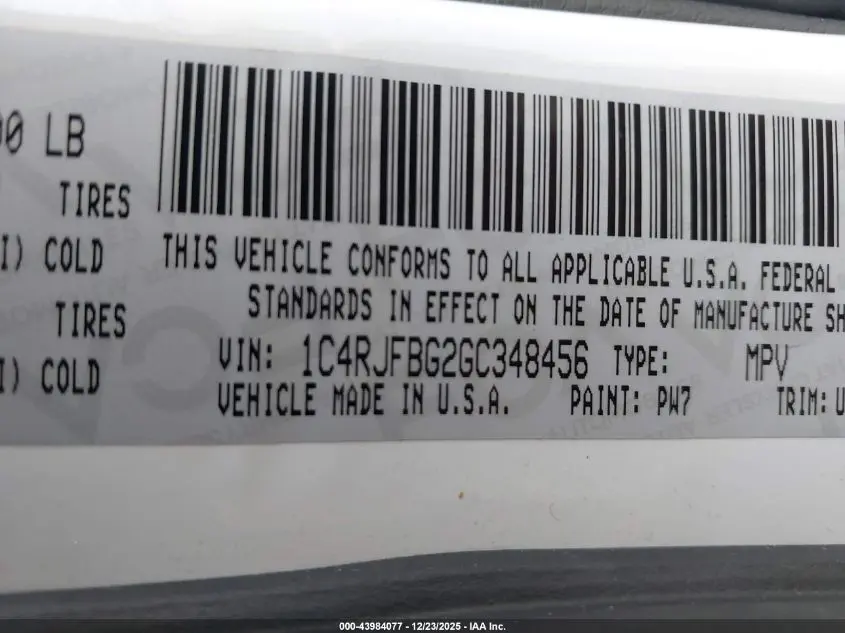 00 LB
TIRES
I) COLD
TIRES
I) COLD
THIS VEHICLE CONFORMS TO ALL APPLICABLE U.S.A. FEDERAL
STANDARDS IN EFFECT ON THE DATE OF MANUFACTURE SH
VIN: 1C4RJFBG2GC348456 TYPE: MPV
VEHICLE MADE IN U.S.A. PAINT: PW7 TRIM: U
000-43984077 - 12/23/2025 - IAA Inc.